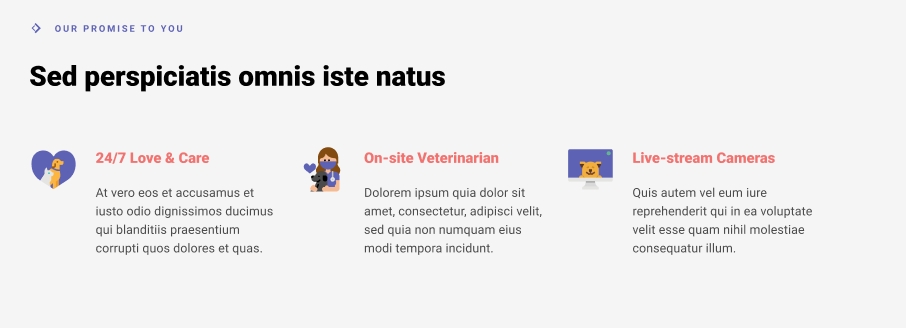 OUR PROMISE TO YOU
Sed perspiciatis omnis iste natus
24/7 Love & Care
At vero eos et accusamus et
iusto odio dignissimos ducimus
qui blanditiis praesentium
corrupti quos dolores et quas.
On-site Veterinarian
Dolorem ipsum quia dolor sit
amet, consectetur, adipisci velit,
sed quia non numquam eius
modi tempora incidunt.
Live-stream Cameras
Quis autem vel eum iure
reprehenderit qui in ea voluptate
velit esse quam nihil molestiae
consequatur illum.